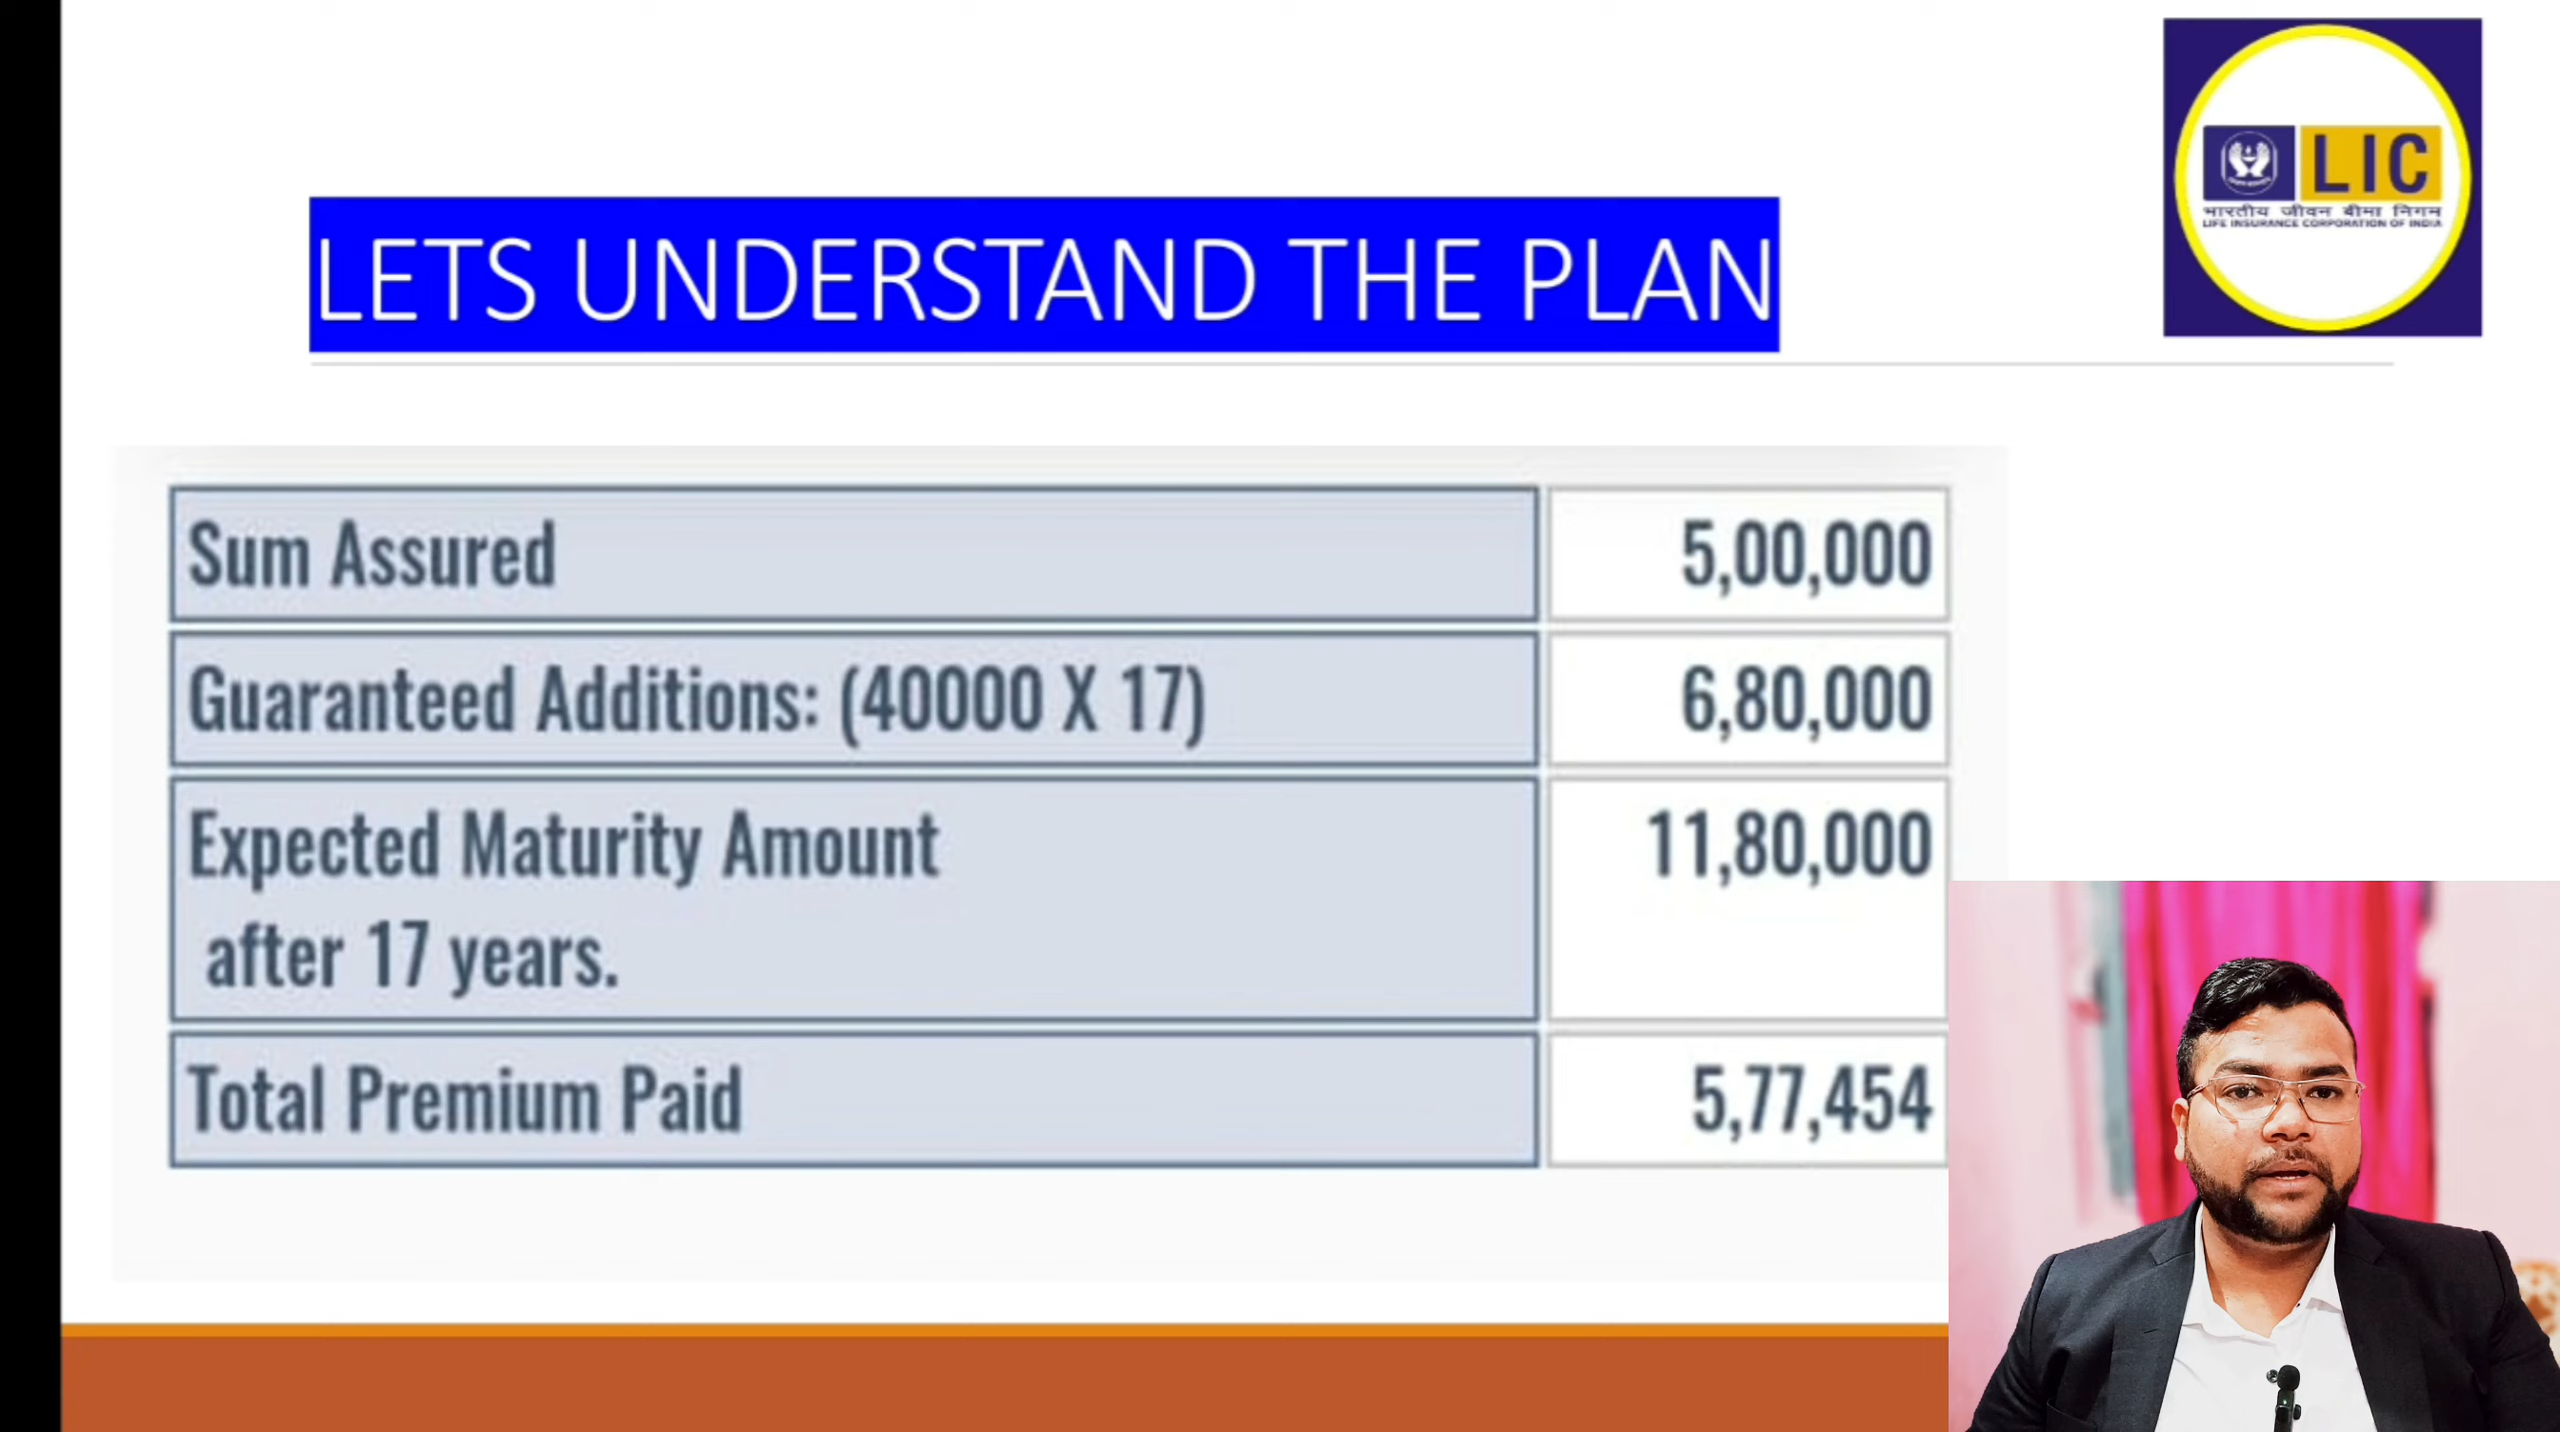 LIC
भारतीय जीवन बीमा निगम
LIFE INSURANCE CORPORATION OF INDIA
LETS UNDERSTAND THE PLAN
Sum Assured 5,00,000
Guaranteed Additions: (40000 X 17) 6,80,000
Expected Maturity Amount 11,80,000
after 17 years.
Total Premium Paid 5,77,454